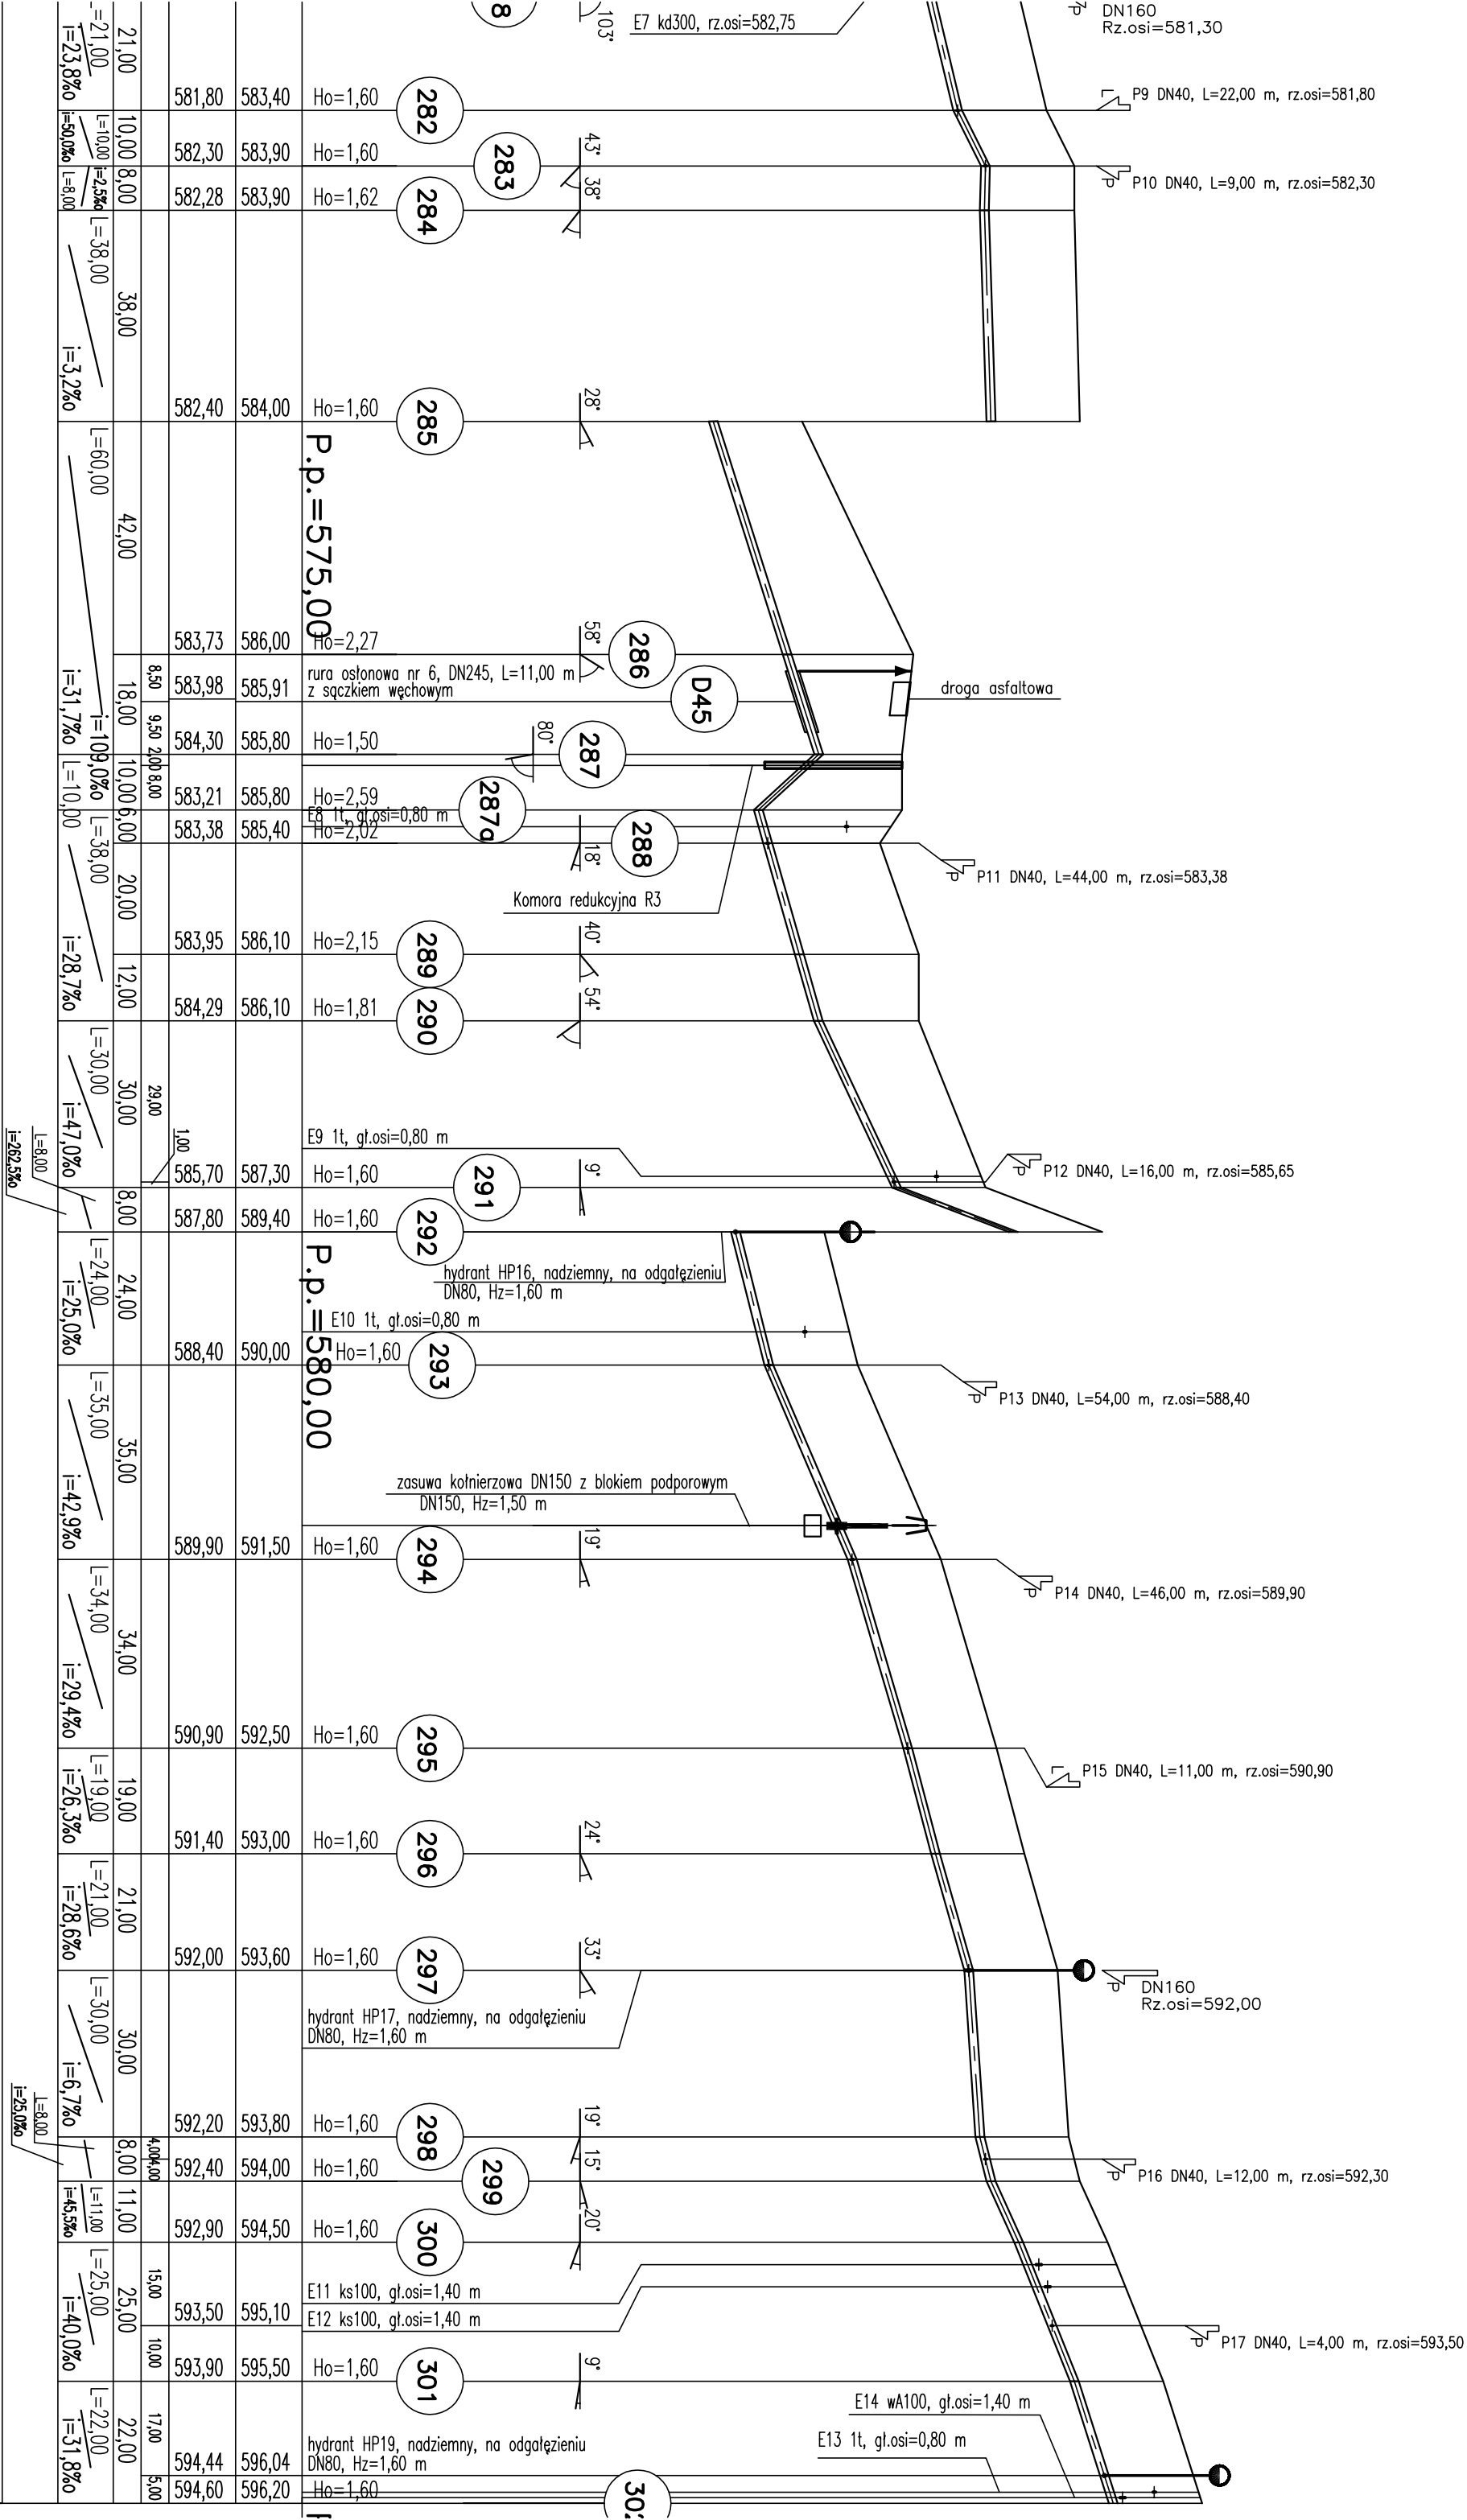 8
103°
E7 kd300, rz.osi=582,75
P
DN160
Rz.osi=581,30
=21,00
i=23,8‰
21,00
581,80 583,40 Ho=1,60
282
L
P9 DN40, L=22,00 m, rz.osi=581,80
L=10,00
i=50,0‰
10,00
582,30 583,90 Ho=1,60
283
43°
P
P10 DN40, L=9,00 m, rz.osi=582,30
i=2,5‰
L=8,00
8,00
582,28 583,90 Ho=1,62
284
38°
L=38,00
i=3,2‰
38,00
582,40 584,00 Ho=1,60
285
28°
P.p.=575,00
L=60,00
i=31,7‰
42,00
583,73 586,00 Ho=2,27
286
58°
8,50
18,00
rura osłonowa nr 6, DN245, L=11,00 m
z sączkiem węchowym
583,98 585,91
D45
droga asfaltowa
9,50
584,30 585,80 Ho=1,50
287
80°
i=109,0‰
L=10,00
10,00
2,00
8,00
583,21 585,80 Ho=2,59
287a
E8 1t, gł.osi=0,80 m
6,00
583,38 585,40 Ho=2,02
288
18°
P
P11 DN40, L=44,00 m, rz.osi=583,38
Komora redukcyjna R3
L=38,00
i=28,7‰
20,00
583,95 586,10 Ho=2,15
289
40°
12,00
584,29 586,10 Ho=1,81
290
54°
L=30,00
i=47,0‰
30,00
29,00
1,00
E9 1t, gł.osi=0,80 m
585,70 587,30 Ho=1,60
291
9°
P
P12 DN40, L=16,00 m, rz.osi=585,65
L=8,00
i=262,5‰
8,00
587,80 589,40 Ho=1,60
292
P.p.=580,00
hydrant HP16, nadziemny, na odgałęzieniu
DN80, Hz=1,60 m
E10 1t, gł.osi=0,80 m
L=24,00
i=25,0‰
24,00
588,40 590,00 Ho=1,60
293
P
P13 DN40, L=54,00 m, rz.osi=588,40
L=35,00
i=42,9‰
35,00
zasuwa kołnierzowa DN150 z blokiem podporowym
DN150, Hz=1,50 m
589,90 591,50 Ho=1,60
294
19°
P
P14 DN40, L=46,00 m, rz.osi=589,90
L=34,00
i=29,4‰
34,00
590,90 592,50 Ho=1,60
295
L
P15 DN40, L=11,00 m, rz.osi=590,90
L=19,00
i=26,3‰
19,00
591,40 593,00 Ho=1,60
296
24°
L=21,00
i=28,6‰
21,00
592,00 593,60 Ho=1,60
297
33°
P
DN160
Rz.osi=592,00
hydrant HP17, nadziemny, na odgałęzieniu
DN80, Hz=1,60 m
L=30,00
i=6,7‰
30,00
592,20 593,80 Ho=1,60
298
19°
L=8,00
i=25,0‰
8,00
4,00
4,00
P
P16 DN40, L=12,00 m, rz.osi=592,30
592,40 594,00 Ho=1,60
299
15°
L=11,00
i=45,5‰
11,00
592,90 594,50 Ho=1,60
300
20°
L=25,00
i=40,0‰
25,00
15,00
E11 ks100, gł.osi=1,40 m
E12 ks100, gł.osi=1,40 m
593,50 595,10
P
P17 DN40, L=4,00 m, rz.osi=593,50
10,00
593,90 595,50 Ho=1,60
301
9°
E14 wA100, gł.osi=1,40 m
E13 1t, gł.osi=0,80 m
L=22,00
i=31,8‰
22,00
17,00
hydrant HP19, nadziemny, na odgałęzieniu
DN80, Hz=1,60 m
594,44 596,04
5,00
594,60 596,20 Ho=1,60